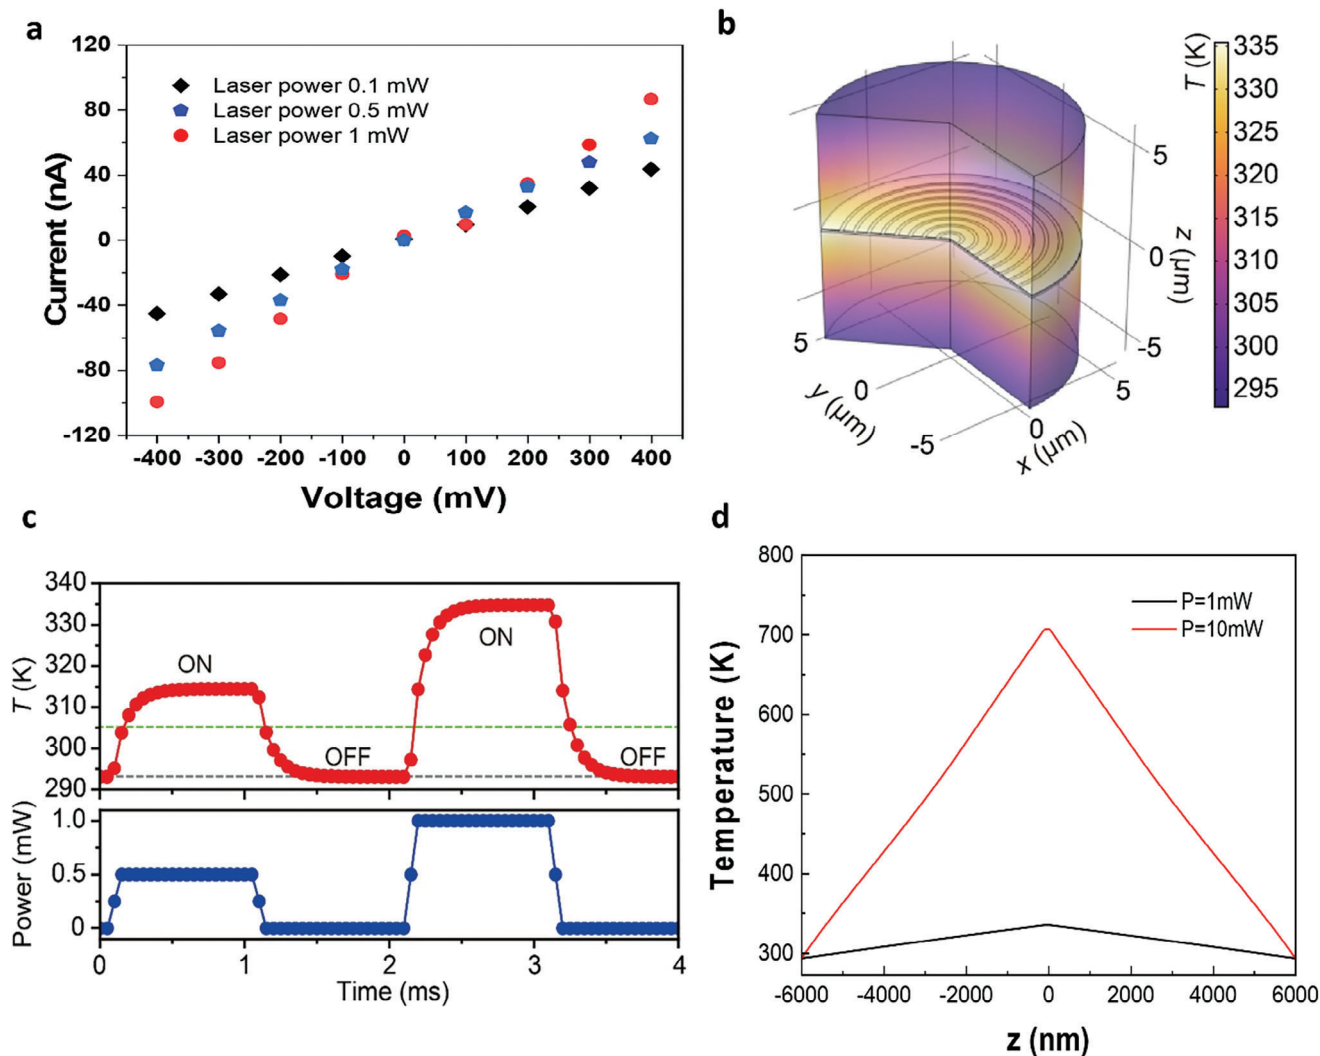 a
120
80
40
0
-40
-80
-120
Current (nA)
Laser power 0.1 mW
Laser power 0.5 mW
Laser power 1 mW
-400 -300 -200 -100 0 100 200 300 400
Voltage (mV)
b
T (K)
335
330
325
320
315
310
305
300
295
5
0
-5
z (μm)
5
0
-5
y (μm)
5
0
x (μm)
c
340
330
320
310
300
290
T (K)
ON
OFF
ON
OFF
1.0
0.5
0
Power (mW)
0 1 2 3 4
Time (ms)
d
800
700
600
500
400
300
Temperature (K)
P=1mW
P=10mW
-6000 -4000 -2000 0 2000 4000 6000
z (nm)